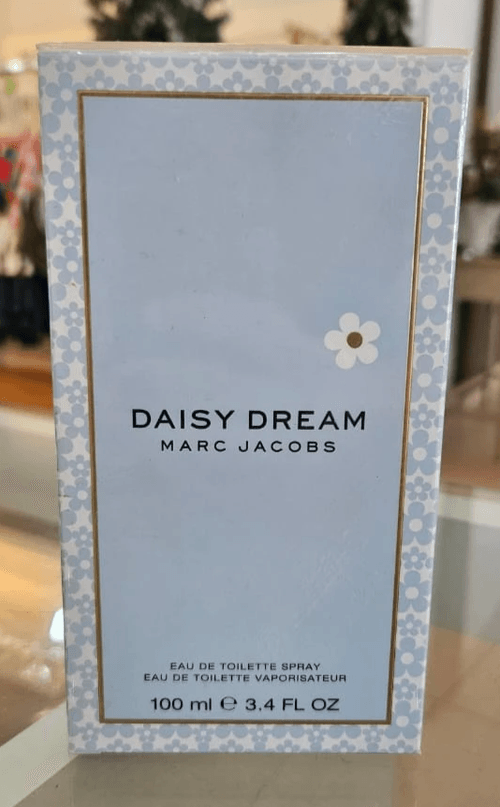 DAISY DREAM
MARC JACOBS
EAU DE TOILETTE SPRAY
EAU DE TOILETTE VAPORISATEUR
100 ml ℮ 3.4 FL OZ